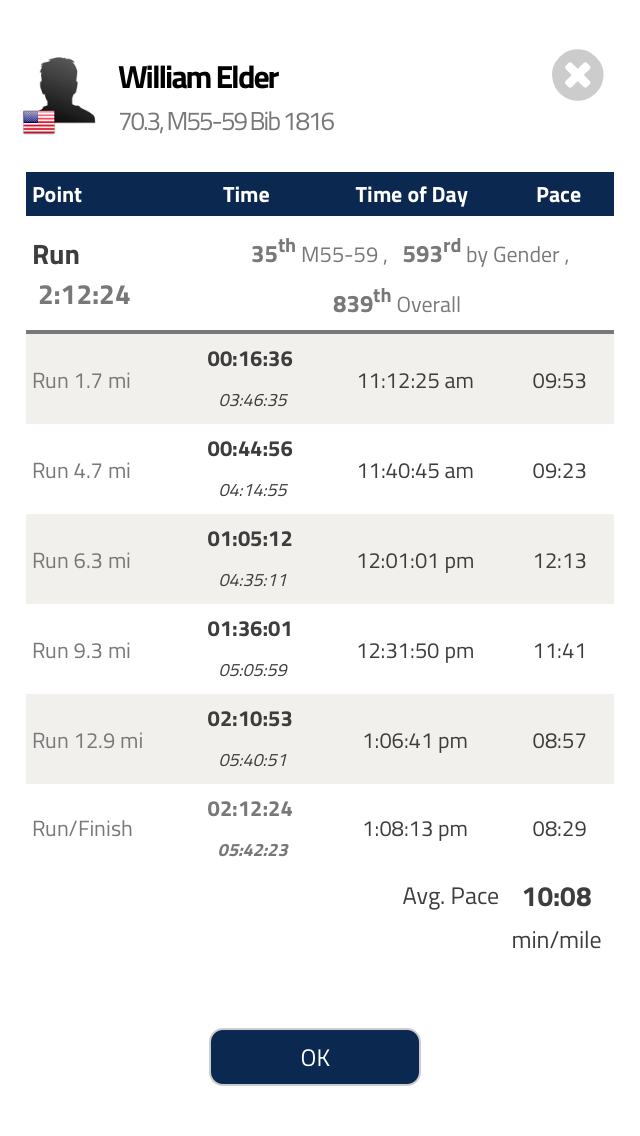 William Elder
70.3, M55-59 Bib 1816
Point Time Time of Day Pace
Run 35th M55-59 , 593rd by Gender ,
2:12:24 839th Overall
00:16:36
Run 1.7 mi 11:12:25 am 09:53
03:46:35
00:44:56
Run 4.7 mi 11:40:45 am 09:23
04:14:55
01:05:12
Run 6.3 mi 12:01:01 pm 12:13
04:35:11
01:36:01
Run 9.3 mi 12:31:50 pm 11:41
05:05:59
02:10:53
Run 12.9 mi 1:06:41 pm 08:57
05:40:51
02:12:24
Run/Finish 1:08:13 pm 08:29
05:42:23
Avg. Pace 10:08
min/mile
OK